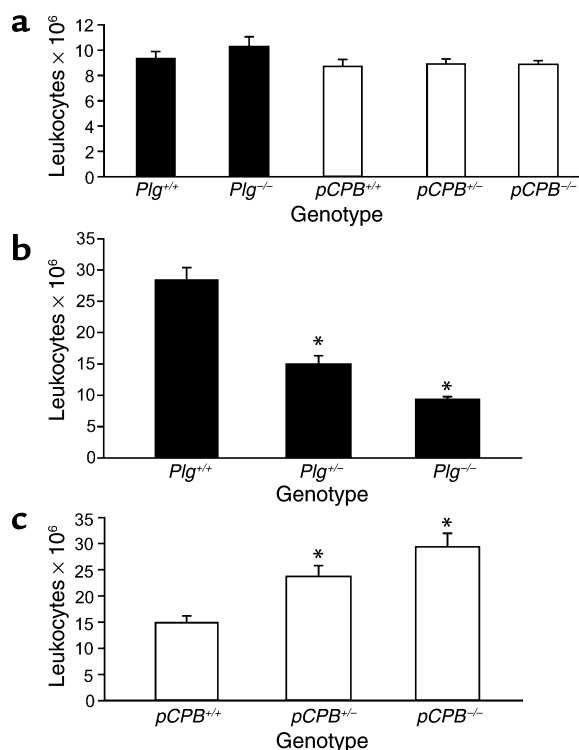 a
Leukocytes × 10⁶
12
10
8
6
4
2
0
Plg⁺/⁺ Plg⁻/⁻ pCPB⁺/⁺ pCPB⁺/⁻ pCPB⁻/⁻
Genotype
b
Leukocytes × 10⁶
35
30
25
20
15
10
5
0
* *
Plg⁺/⁺ Plg⁺/⁻ Plg⁻/⁻
Genotype
c
Leukocytes × 10⁶
35
30
25
20
15
10
5
0
* *
pCPB⁺/⁺ pCPB⁺/⁻ pCPB⁻/⁻
Genotype